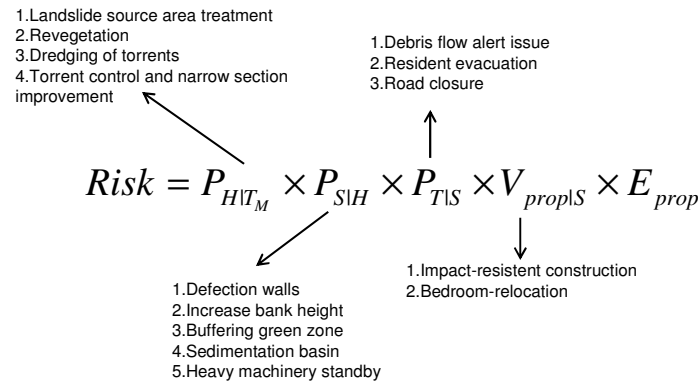 1.Landslide source area treatment
2.Revegetation
3.Dredging of torrents
4.Torrent control and narrow section
improvement
1.Debris flow alert issue
2.Resident evacuation
3.Road closure
Risk = P_{H|T_M} × P_{S|H} × P_{T|S} × V_{prop|S} × E_{prop}
1.Defection walls
2.Increase bank height
3.Buffering green zone
4.Sedimentation basin
5.Heavy machinery standby
1.Impact-resistent construction
2.Bedroom-relocation